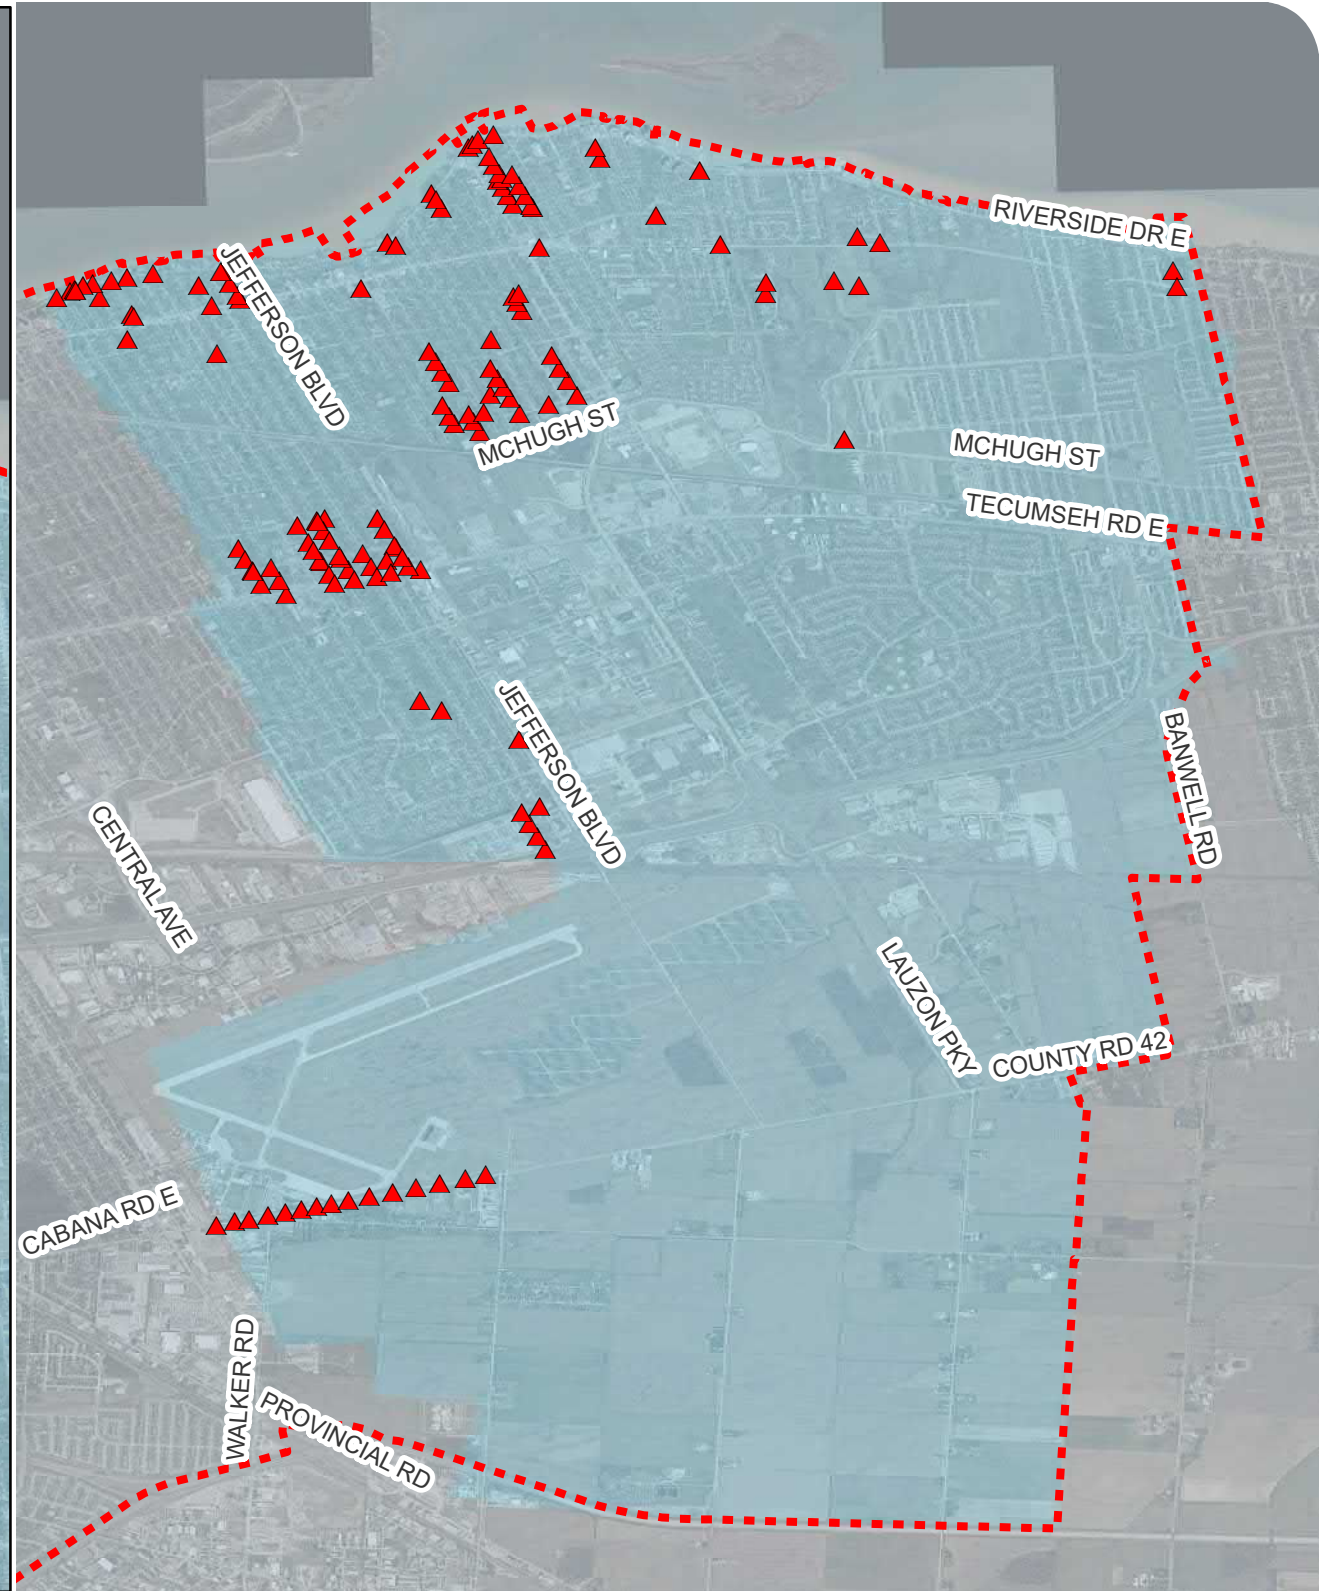 RIVERSIDE DR E
JEFFERSON BLVD
MCHUGH ST
MCHUGH ST
TECUMSEH RD E
JEFFERSON BLVD
BANWELL RD
CENTRAL AVE
LAUZON PKY
COUNTY RD 42
CABANA RD E
WALKER RD
PROVINCIAL RD